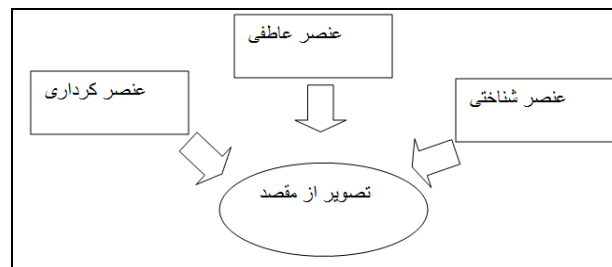 عنصر عاطفی
عنصر شناختی
عنصر کرداری
تصویر از مقصد